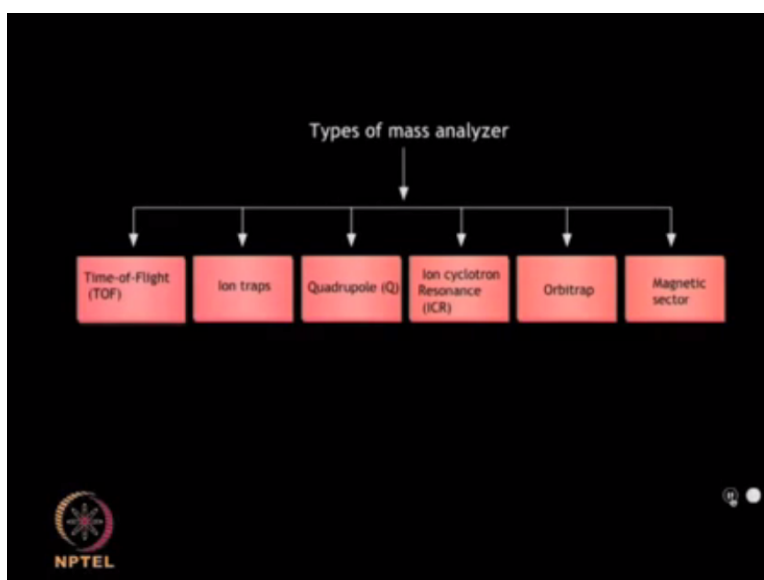 Types of mass analyzer
Time-of-Flight
(TOF)
Ion traps
Quadrupole (Q)
Ion cyclotron
Resonance
(ICR)
Orbitrap
Magnetic
sector
NPTEL